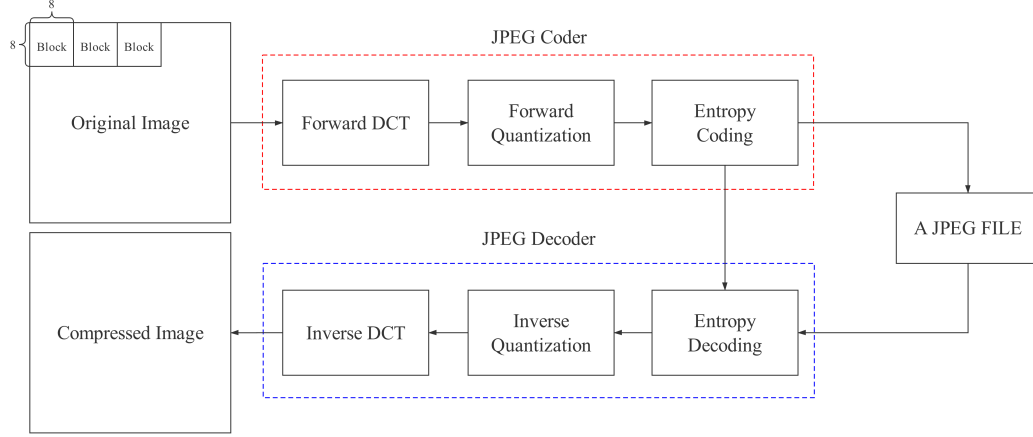 8
8
Block Block Block
JPEG Coder
Original Image
Forward DCT
Forward
Quantization
Entropy
Coding
A JPEG FILE
JPEG Decoder
Compressed Image
Inverse DCT
Inverse
Quantization
Entropy
Decoding